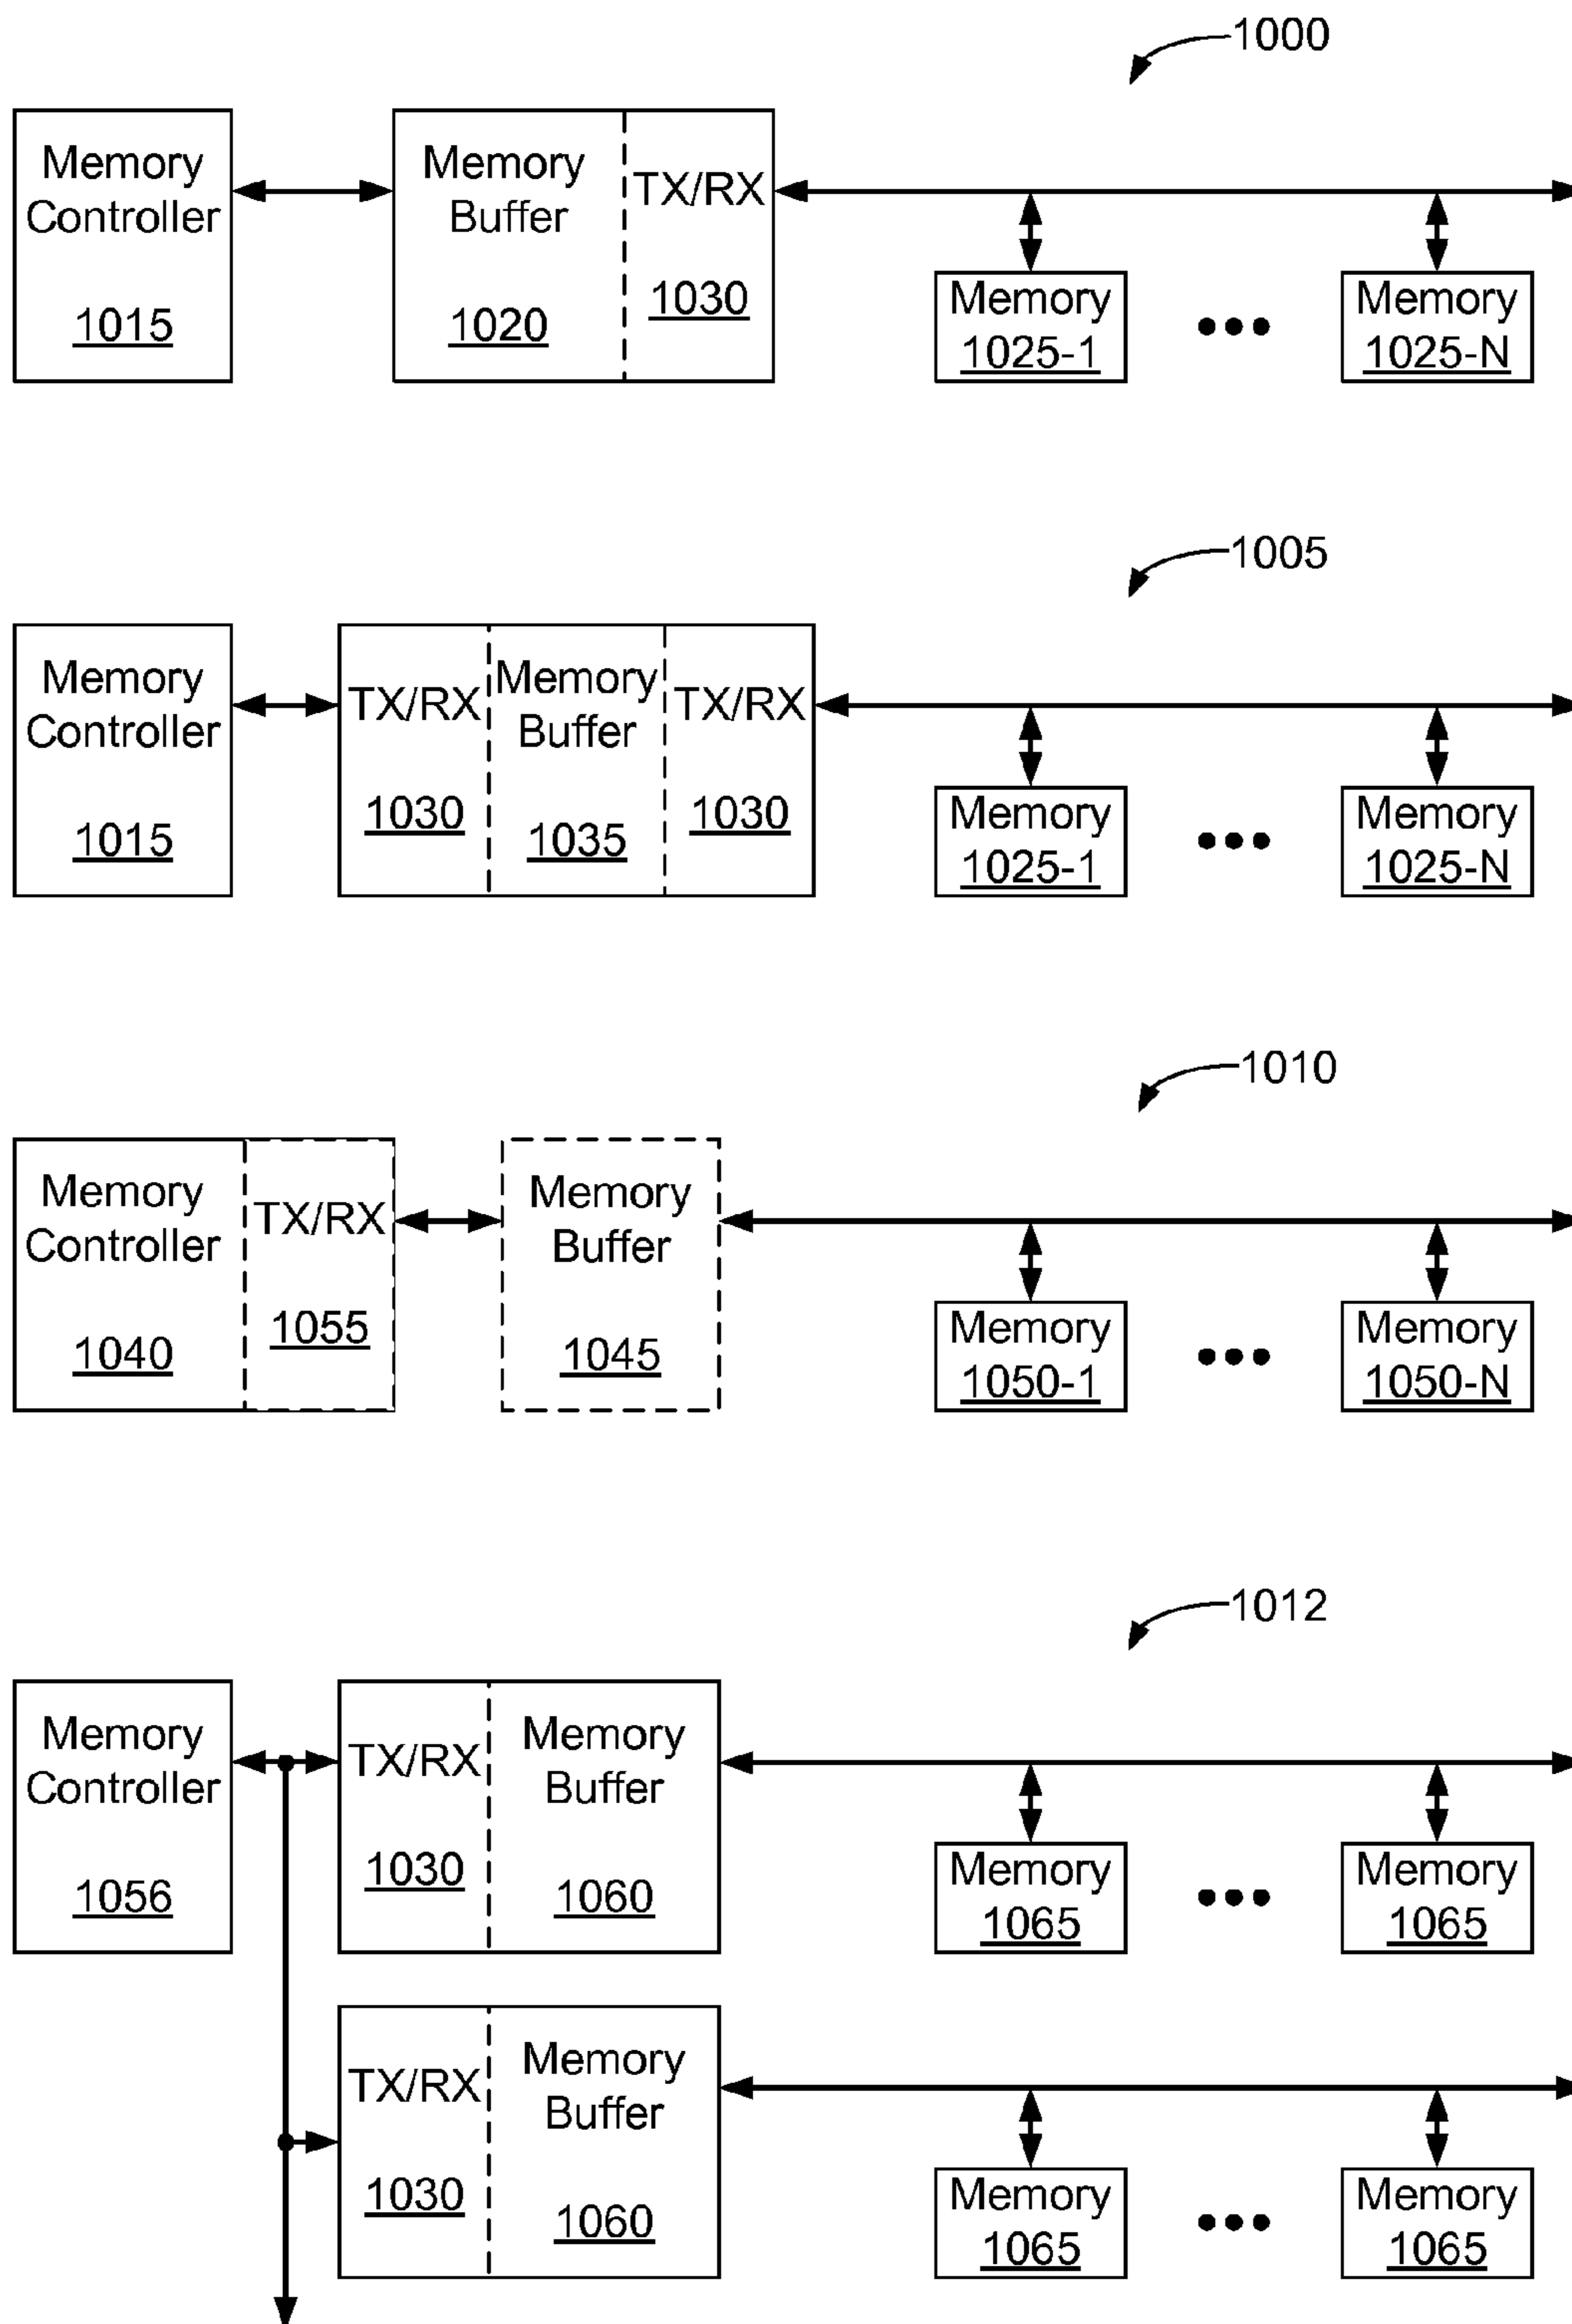 1000
Memory
Controller
1015
Memory
Buffer
1020
TX/RX
1030
Memory
1025-1
Memory
1025-N
1005
Memory
Controller
1015
TX/RX
1030
Memory
Buffer
1035
TX/RX
1030
Memory
1025-1
Memory
1025-N
1010
Memory
Controller
1040
TX/RX
1055
Memory
Buffer
1045
Memory
1050-1
Memory
1050-N
1012
Memory
Controller
1056
TX/RX
1030
Memory
Buffer
1060
Memory
1065
Memory
1065
TX/RX
1030
Memory
Buffer
1060
Memory
1065
Memory
1065